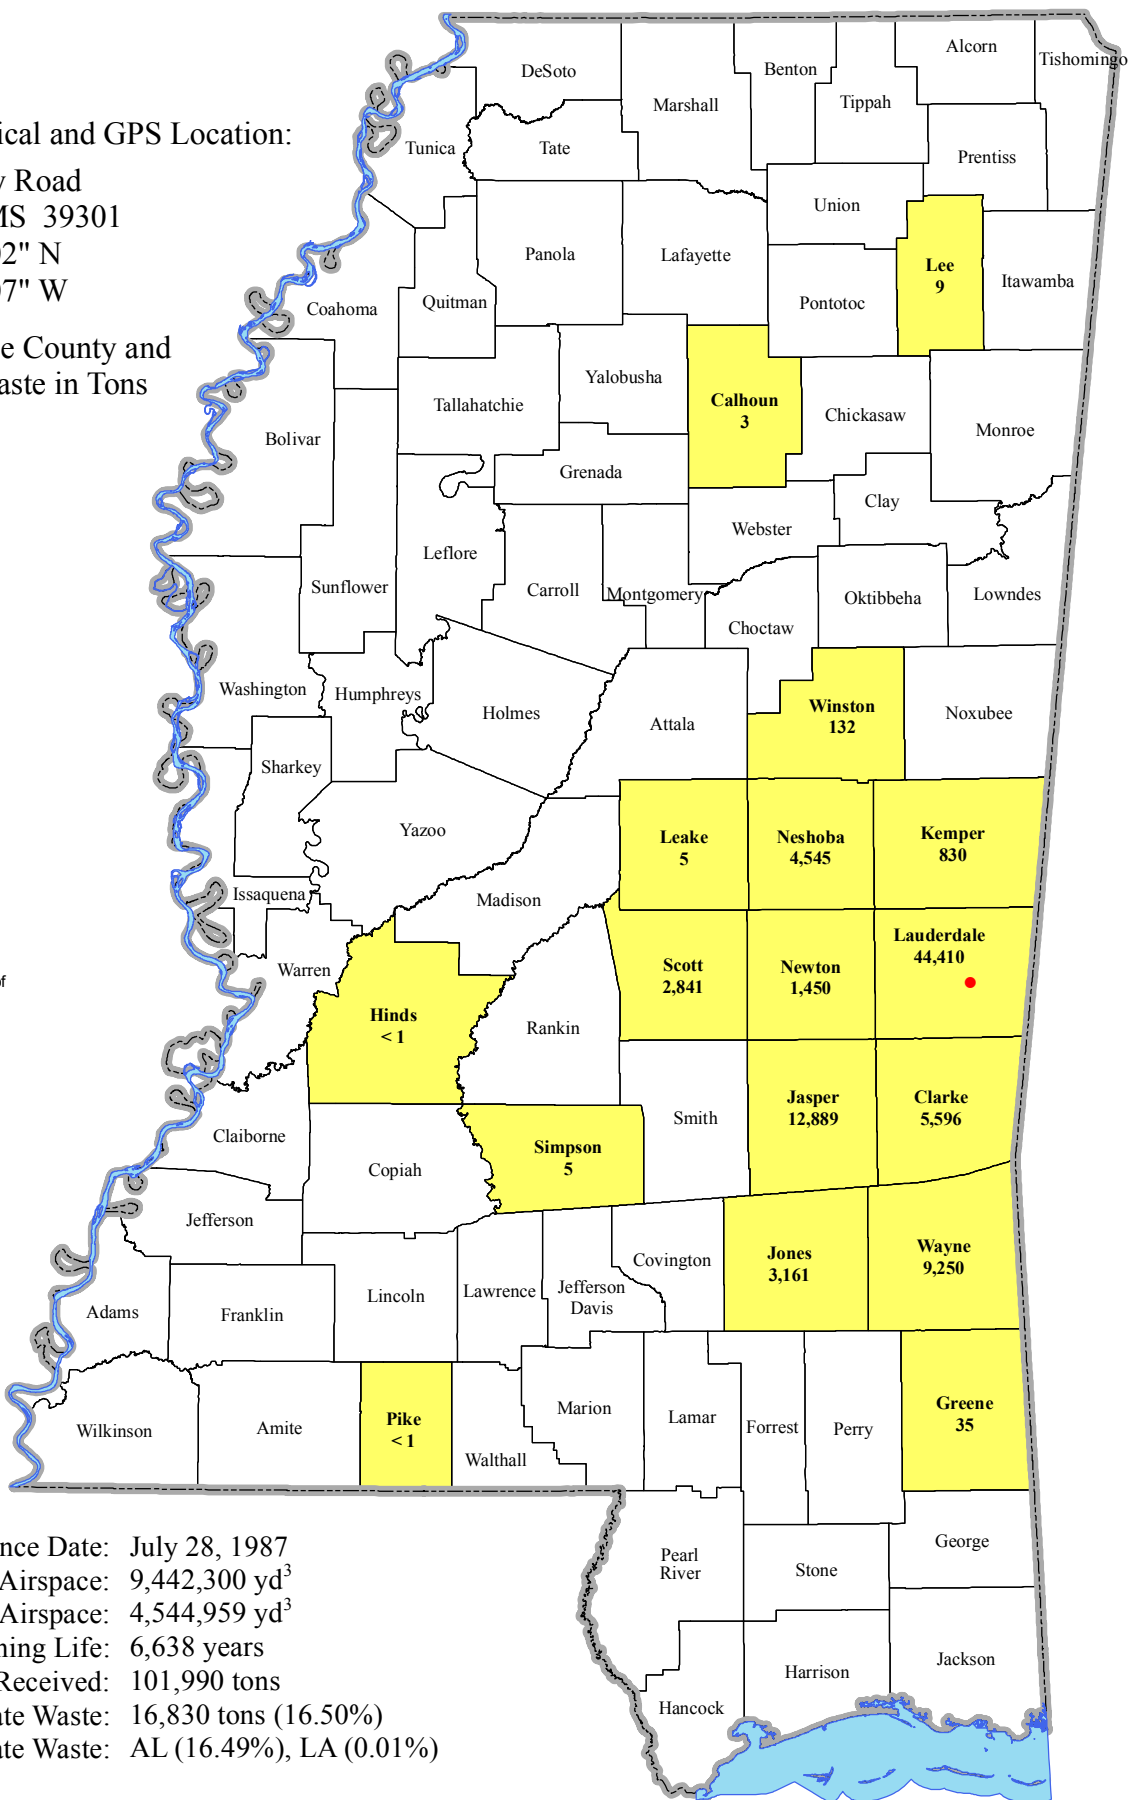 ical and GPS Location:
Road
MS 39301
02" N
07" W
e County and
aste in Tons
DeSoto
Marshall
Benton
Tippah
Alcorn
Tishomingo
Tunica
Tate
Prentiss
Union
Panola
Lafayette
Lee
9
Itawamba
Coahoma
Quitman
Pontotoc
Yalobusha
Tallahatchie
Calhoun
3
Chickasaw
Monroe
Bolivar
Grenada
Clay
Webster
Leflore
Sunflower
Carroll
Montgomery
Oktibbeha
Lowndes
Choctaw
Washington
Humphreys
Holmes
Attala
Winston
132
Noxubee
Sharkey
Yazoo
Leake
5
Neshoba
4,545
Kemper
830
Issaquena
Madison
Lauderdale
44,410
Warren
Scott
2,841
Newton
1,450
of
Hinds
< 1
Rankin
Jasper
12,889
Clarke
5,596
Smith
Claiborne
Simpson
5
Copiah
Jefferson
Jones
3,161
Wayne
9,250
Covington
Lawrence
Jefferson
Davis
Lincoln
Adams
Franklin
Wilkinson
Amite
Pike
< 1
Walthall
Marion
Lamar
Forrest
Perry
Greene
35
George
Pearl
River
Stone
Jackson
Harrison
Hancock
nce Date: July 28, 1987
Airspace: 9,442,300 yd³
Airspace: 4,544,959 yd³
ning Life: 6,638 years
Received: 101,990 tons
ate Waste: 16,830 tons (16.50%)
ate Waste: AL (16.49%), LA (0.01%)